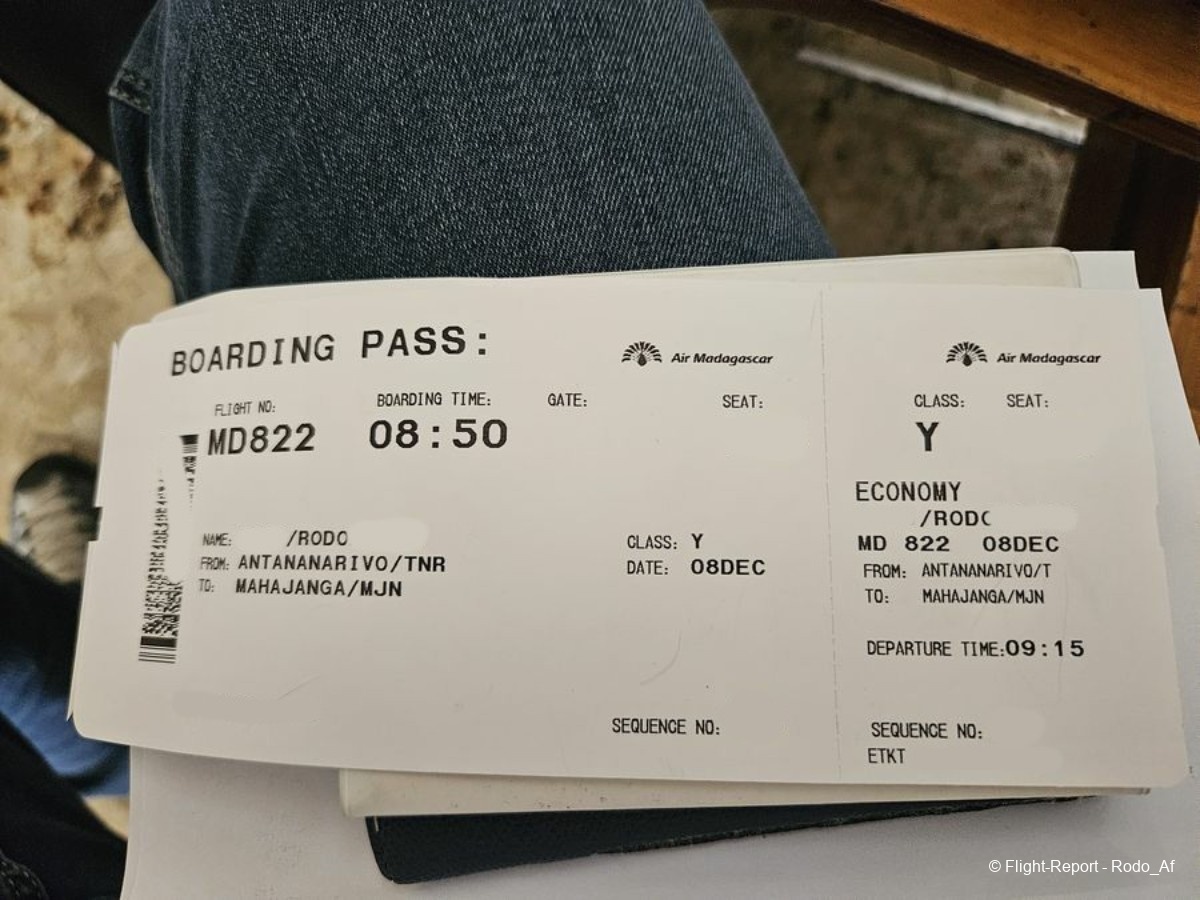 BOARDING PASS:
Air Madagascar
FLIGHT NO: BOARDING TIME: GATE: SEAT:
MD822 08:50
NAME: /RODO
FROM: ANTANANARIVO/TNR
TO: MAHAJANGA/MJN
CLASS: Y
DATE: 08DEC
SEQUENCE NO:
Air Madagascar
CLASS: SEAT:
Y
ECONOMY
/RODO
MD 822 08DEC
FROM: ANTANANARIVO/T
TO: MAHAJANGA/MJN
DEPARTURE TIME:09:15
SEQUENCE NO:
ETKT
© Flight-Report - Rodo_Af